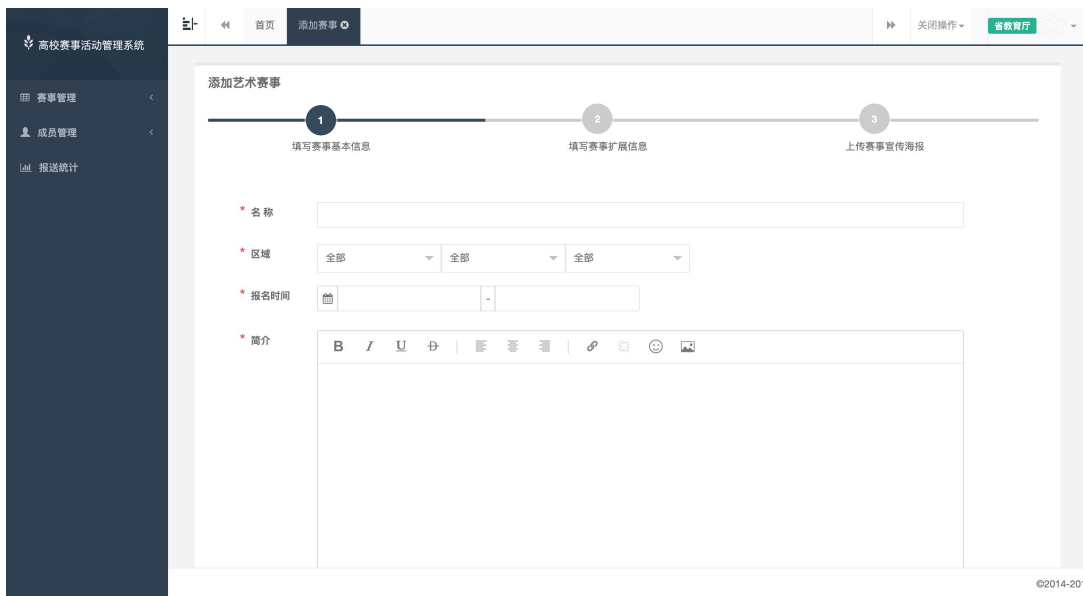 高校赛事活动管理系统
首页 添加赛事 关闭操作 省教育厅
赛事管理
成员管理
报送统计
添加艺术赛事
1 2 3
填写赛事基本信息 填写赛事扩展信息 上传赛事宣传海报
* 名 称
* 区域 全部 全部 全部
* 报名时间 -
* 简介
B I U D
©2014-201